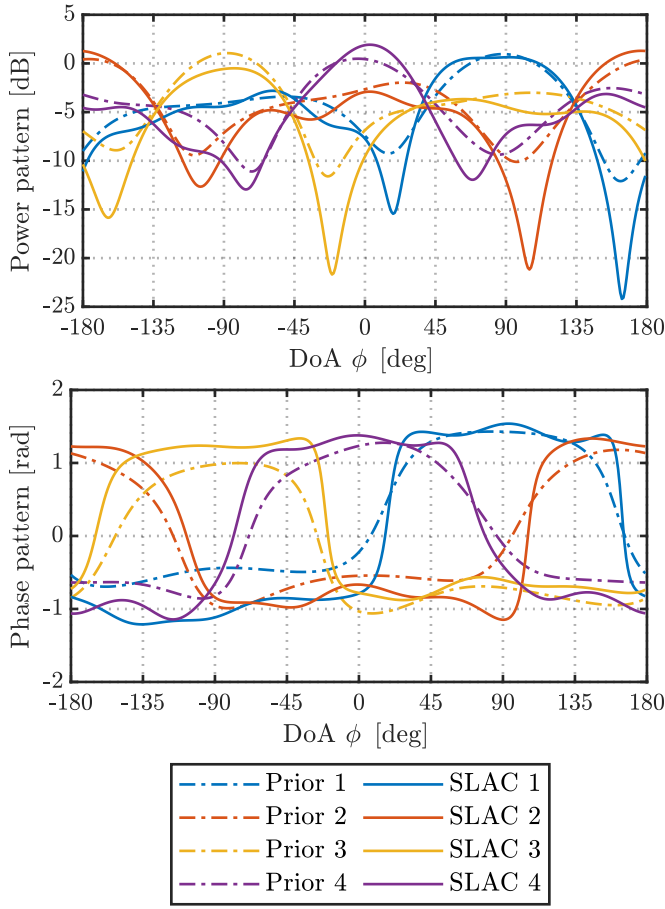 Power pattern [dB]
5
0
-5
-10
-15
-20
-25
-180 -135 -90 -45 0 45 90 135 180
DoA ϕ [deg]
Phase pattern [rad]
2
1
0
-1
-2
-180 -135 -90 -45 0 45 90 135 180
DoA ϕ [deg]
Prior 1 SLAC 1
Prior 2 SLAC 2
Prior 3 SLAC 3
Prior 4 SLAC 4